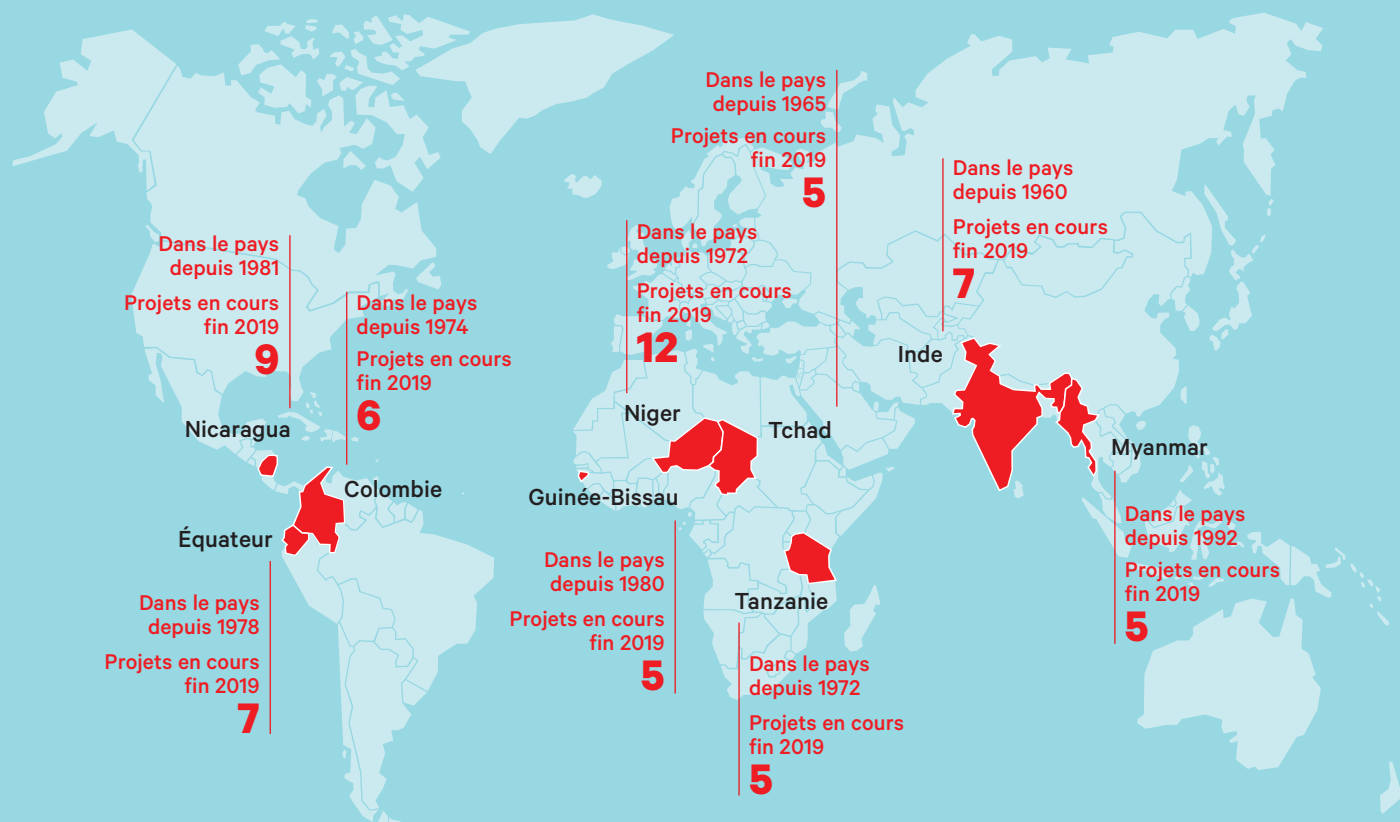 Dans le pays
depuis 1981
Projets en cours
fin 2019
9
Nicaragua
Dans le pays
depuis 1974
Projets en cours
fin 2019
6
Colombie
Équateur
Dans le pays
depuis 1978
Projets en cours
fin 2019
7
Dans le pays
depuis 1972
Projets en cours
fin 2019
12
Niger
Dans le pays
depuis 1965
Projets en cours
fin 2019
5
Tchad
Guinée-Bissau
Dans le pays
depuis 1980
Projets en cours
fin 2019
5
Tanzanie
Dans le pays
depuis 1972
Projets en cours
fin 2019
5
Dans le pays
depuis 1960
Projets en cours
fin 2019
7
Inde
Myanmar
Dans le pays
depuis 1992
Projets en cours
fin 2019
5